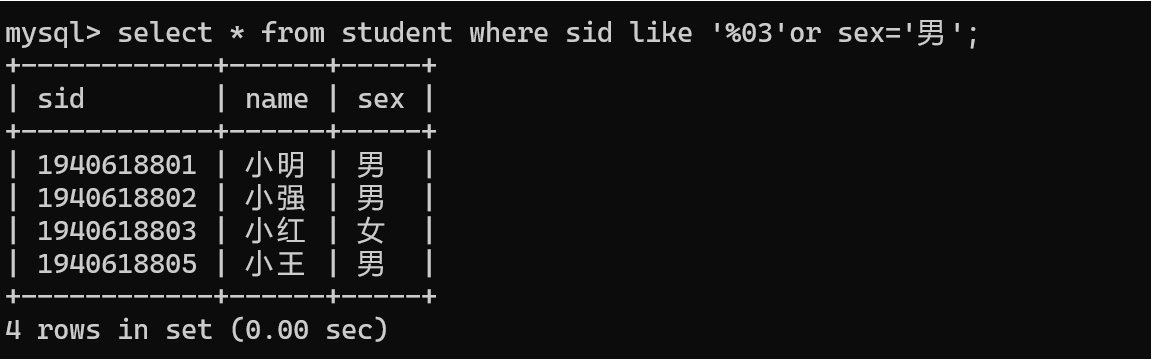 mysql> select * from student where sid like '%03'or sex='男';
+------------+------+-----+
| sid        | name | sex |
+------------+------+-----+
| 1940618801 | 小明 | 男  |
| 1940618802 | 小强 | 男  |
| 1940618803 | 小红 | 女  |
| 1940618805 | 小王 | 男  |
+------------+------+-----+
4 rows in set (0.00 sec)